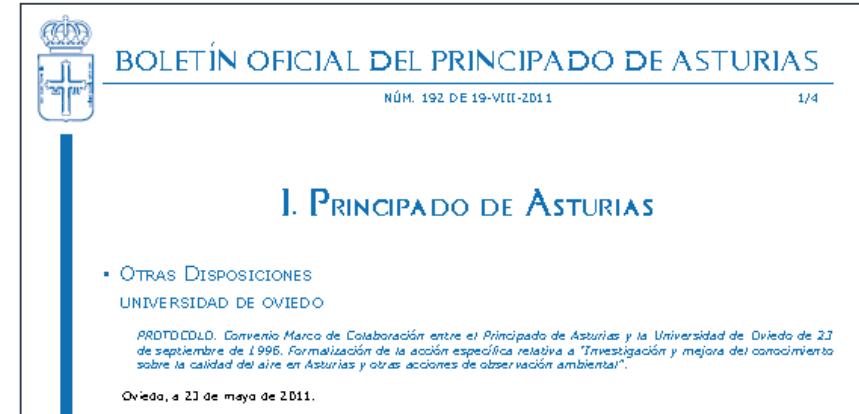 BOLETÍN OFICIAL DEL PRINCIPADO DE ASTURIAS
NÚM. 192 DE 19-VIII-2011
1/4
I. PRINCIPADO DE ASTURIAS
• OTRAS DISPOSICIONES
UNIVERSIDAD DE OVIEDO
PROTOCOLO. Convenio Marco de Colaboración entre el Principado de Asturias y la Universidad de Oviedo de 23
de septiembre de 1996. Formalización de la acción específica relativa a "Investigación y mejora del conocimiento
sobre la calidad del aire en Asturias y otras acciones de observación ambiental".
Oviedo, a 23 de mayo de 2011.